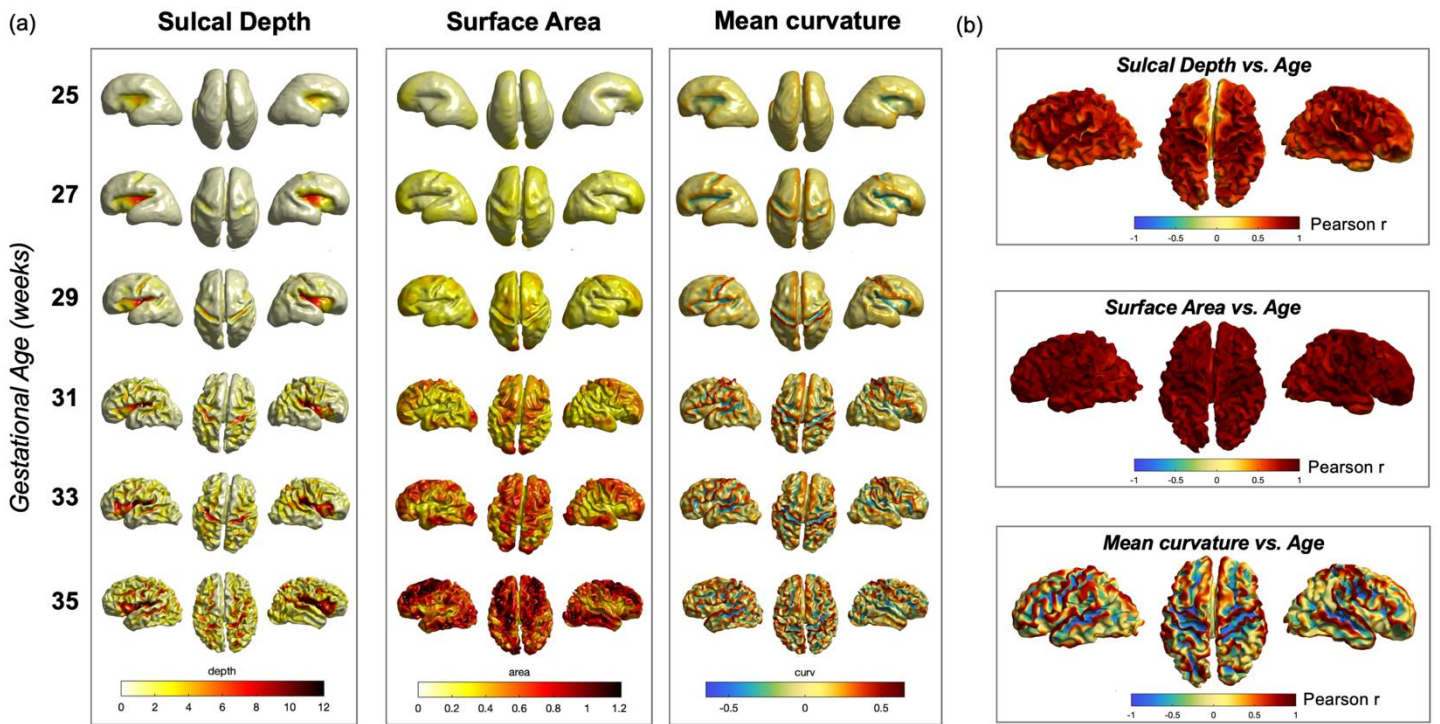 (a)
Sulcal Depth
Surface Area
Mean curvature
Gestational Age (weeks)
25
27
29
31
33
35
depth
0 2 4 6 8 10 12
area
0 0.2 0.4 0.6 0.8 1 1.2
curv
-0.5 0 0.5
(b)
Sulcal Depth vs. Age
-1 -0.5 0 0.5 1
Pearson r
Surface Area vs. Age
-1 -0.5 0 0.5 1
Pearson r
Mean curvature vs. Age
-1 -0.5 0 0.5 1
Pearson r